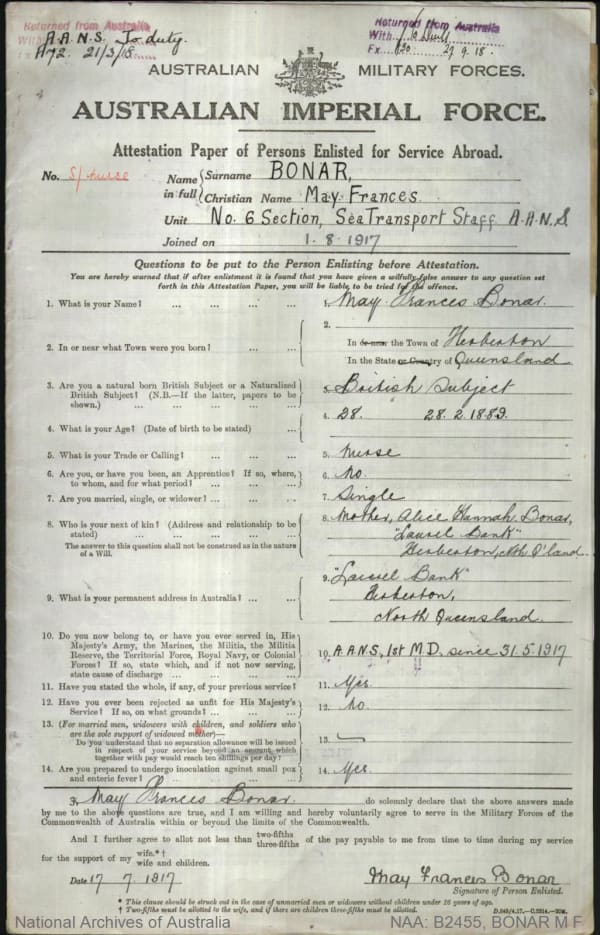 Returned from Australia
With
A.A.N.S. To duty.
A72. 21/3/18
Returned from Australia
With
Ex. 27.9.18.
AUSTRALIAN MILITARY FORCES.
AUSTRALIAN IMPERIAL FORCE.
Attestation Paper of Persons Enlisted for Service Abroad.
No. S/nurse
Name in full { Surname BONAR,
Christian Name May Frances.
Unit No. 6 Section, Sea Transport Staff A.A.N.S.
Joined on 1.8.1917
Questions to be put to the Person Enlisting before Attestation.
You are hereby warned that if after enlistment it is found that you have given a wilfully false answer to any question set
forth in this Attestation Paper, you will be liable to be tried for the offence.
1. What is your Name? ... ... ... ... 1. May Frances Bonar.
2. In or near what Town were you born? ... ... 2. In or near the Town of Herberton
In the State or Country of Queensland
3. Are you a natural born British Subject or a Naturalized
British Subject? (N.B.—If the latter, papers to be
shown.) ... ... ... ... ... 3. British Subject
4. What is your Age? (Date of birth to be stated) ... 4. 28. 28.2.1889.
5. What is your Trade or Calling? ... ... ... 5. Nurse
6. Are you, or have you been, an Apprentice? If so, where,
to whom, and for what period? ... ... ... 6. No.
7. Are you married, single, or widower? ... ... ... 7. Single
8. Who is your next of kin? (Address and relationship to be
stated) ... ... ... ... ...
The answer to this question shall not be construed as in the nature
of a Will.
8. Mother, Alice Hannah Bonar,
"Laurel Bank"
Herberton, Nth Q'land.
9. What is your permanent address in Australia? ... ...
9. "Laurel Bank"
Herberton,
North Queensland.
10. Do you now belong to, or have you ever served in, His
Majesty's Army, the Marines, the Militia, the Militia
Reserve, the Territorial Force, Royal Navy, or Colonial
Forces? If so, state which, and if not now serving,
state cause of discharge ... ... ... ...
10. A.A.N.S, 1st M.D. since 31.5.1917
11. Have you stated the whole, if any, of your previous service? 11. Yes.
12. Have you ever been rejected as unfit for His Majesty's
Service? If so, on what grounds? ... ... ... 12. No.
13. (For married men, widowers with children, and soldiers who
are the sole support of widowed mother)—
Do you understand that no separation allowance will be issued
in respect of your service beyond an amount which
together with pay would reach ten shillings per day? 13. —
14. Are you prepared to undergo inoculation against small pox
and enteric fever? ... ... ... ... 14. Yes.
I, May Frances Bonar. do solemnly declare that the above answers made
by me to the above questions are true, and I am willing and hereby voluntarily agree to serve in the Military Forces of the
Commonwealth of Australia within or beyond the limits of the Commonwealth.
And I further agree to allot not less than two-fifths three-fifths of the pay payable to me from time to time during my service
for the support of my wife.*† wife and children.
Date 17.7.1917 May Frances Bonar
Signature of Person Enlisted.
* This clause should be struck out in the case of unmarried men or widowers without children under 16 years of age.
† Two-fifths must be allotted to the wife, and if there are children three-fifths must be allotted.
National Archives of Australia
NAA: B2455, BONAR M F